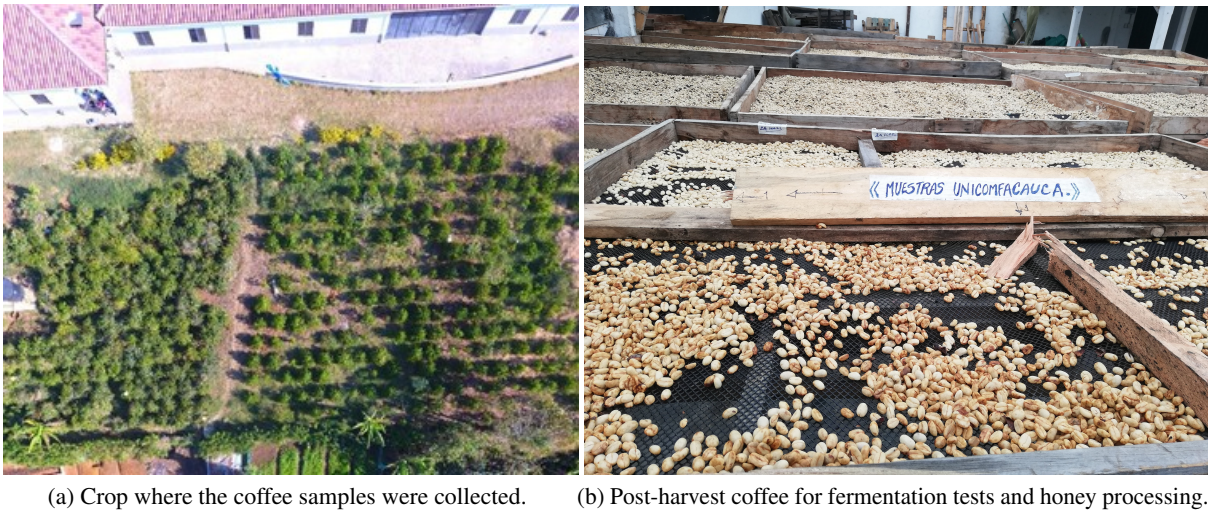 《 MUESTRAS UNICOMFACAUCA.》
(a) Crop where the coffee samples were collected.
(b) Post-harvest coffee for fermentation tests and honey processing.